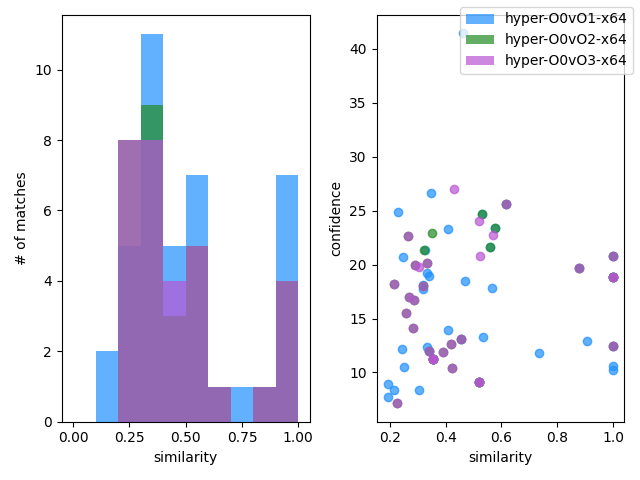 hyper-O0vO1-x64
hyper-O0vO2-x64
hyper-O0vO3-x64
# of matches
10
8
6
4
2
0
0.00 0.25 0.50 0.75 1.00
similarity
confidence
40
35
30
25
20
15
10
0.2 0.4 0.6 0.8 1.0
similarity